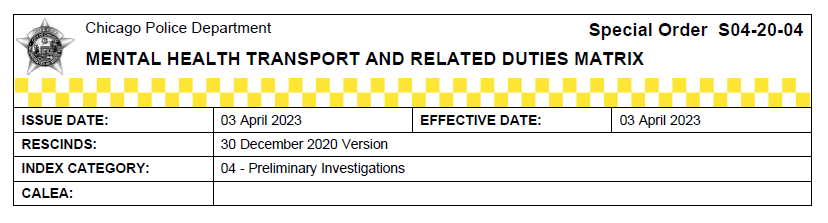 Chicago Police Department Special Order S04-20-04
MENTAL HEALTH TRANSPORT AND RELATED DUTIES MATRIX
ISSUE DATE: 03 April 2023 EFFECTIVE DATE: 03 April 2023
RESCINDS: 30 December 2020 Version
INDEX CATEGORY: 04 - Preliminary Investigations
CALEA: